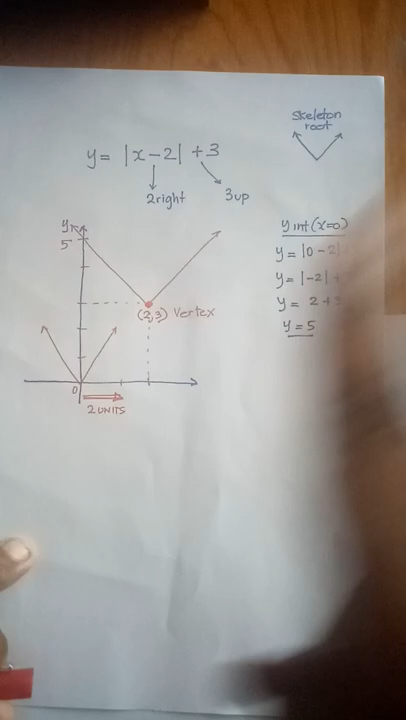 Skeleton
root
y = |x-2| +3
2right
3up
y
5
(2,3) Vertex
0
2 UNITS
y int (x=0)
y = |0-2|
y = |-2| +
y = 2+3
y = 5